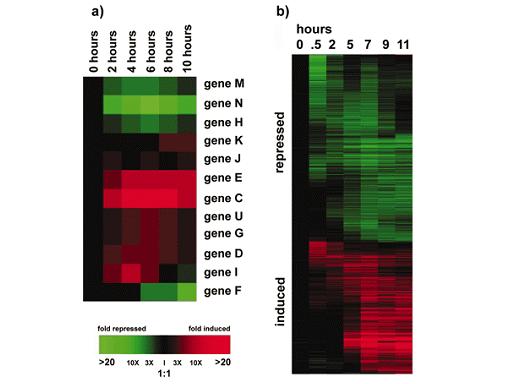 a)
0 hours
2 hours
4 hours
6 hours
8 hours
10 hours
gene M
gene N
gene H
gene K
gene J
gene E
gene C
gene U
gene G
gene D
gene I
gene F
fold repressed fold induced
>20 10X 3X I 3X 10X >20
1:1
b)
hours
0 .5 2 5 7 9 11
repressed
induced